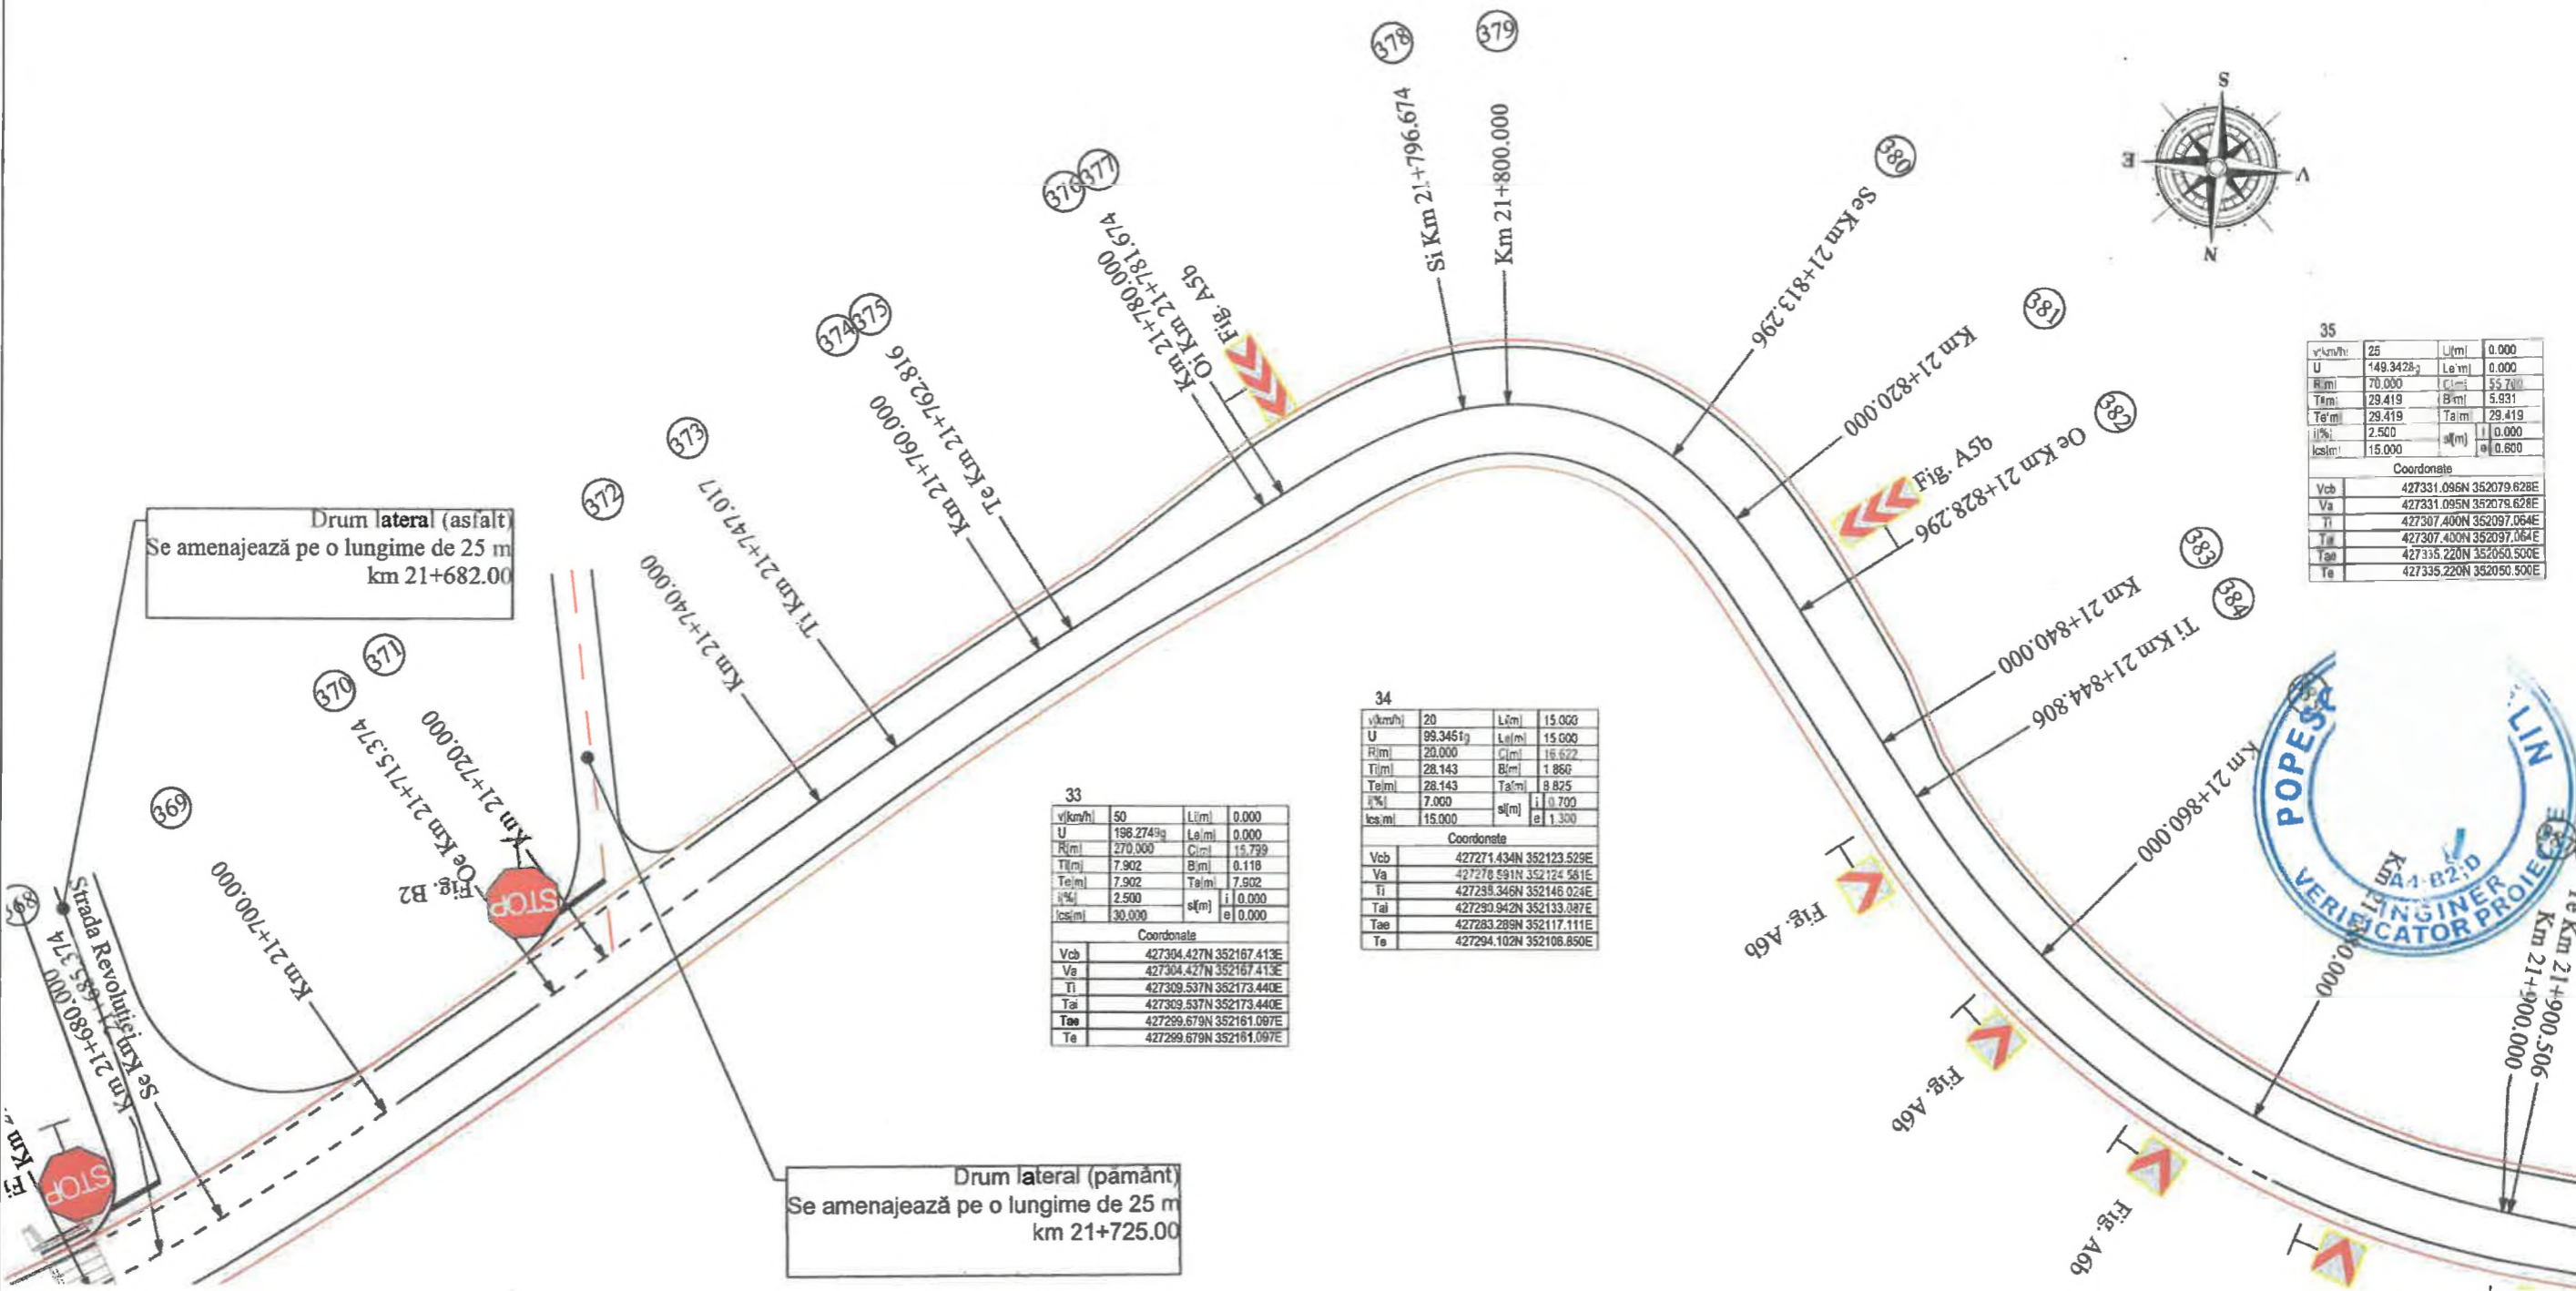 378
379
Si Km 21+796.674
Km 21+800.000
380
Se Km 21+813.296
S
E
V
N
376
377
Km 21+780.000
Oi Km 21+781.674
Fig. A5b
381
Km 21+820.000
382
Oe Km 21+828.296
Fig. A5b
374
375
Km 21+760.000
Te Km 21+762.816
373
Ti Km 21+747.017
372
Km 21+740.000
383
Km 21+840.000
384
Ti Km 21+844.806
Km 21+860.000
Drum lateral (asfalt)
Se amenajează pe o lungime de 25 m
km 21+682.00
370
371
Oe Km 21+715.374
Km 21+720.000
Fig. B2
STOP
369
Km 21+700.000
368
Strada Revoluției
Km 21+680.000
Se Km 21+685.374
STOP
35
v[km/h] 25
U 149.3428g
R[m] 70.000
Ti[m] 29.419 B[m] 5.931
Te[m] 29.419 Ta[m] 29.419
i[%] 2.500 sl[m] i 0.000
lcs[m] 15.000 e 0.600
Le[m] 0.000
Coordonate
Vcb 427331.095N 352079.628E
Va 427331.095N 352079.628E
Ti 427307.400N 352097.064E
Tai 427307.400N 352097.064E
Tae 427335.220N 352050.500E
Te 427335.220N 352050.500E
34
v[km/h] 20 Li[m] 15.000
U 99.3451g Le[m] 15.000
R[m] 20.000 C[m] 16.622
Ti[m] 28.143 B[m] 1.860
Te[m] 28.143 Ta[m] 8.825
i[%] 7.000 sl[m] i 0.700
lcs[m] 15.000 e 1.300
Coordonate
Vcb 427271.434N 352123.529E
Va 427278.591N 352124.581E
Ti 352146.024E
Tai
Tae 427283.289N 352117.111E
Te 427294.102N 352108.850E
33
v[km/h] 50 Li[m] 0.000
U 198.2749g Le[m] 0.000
R[m] 270.000 C[m] 15.799
Ti[m] 7.902 B[m] 0.116
Te[m] 7.902 Ta[m] 7.902
i[%] 2.500 sl[m] i 0.000
lcs[m] 30.000 e 0.000
Coordonate
Vcb 427304.427N 352167.413E
Va 427304.427N 352167.413E
Ti 427309.537N 352173.440E
Tai 427309.537N 352173.440E
Tae 427299.679N 352161.097E
Te 427299.679N 352161.097E
Fig. A6b
Fig. A6b
Fig. A6b
INGINER
Te Km 21+900.506
Km 21+900.000
Drum lateral (pământ)
Se amenajează pe o lungime de 25 m
km 21+725.00